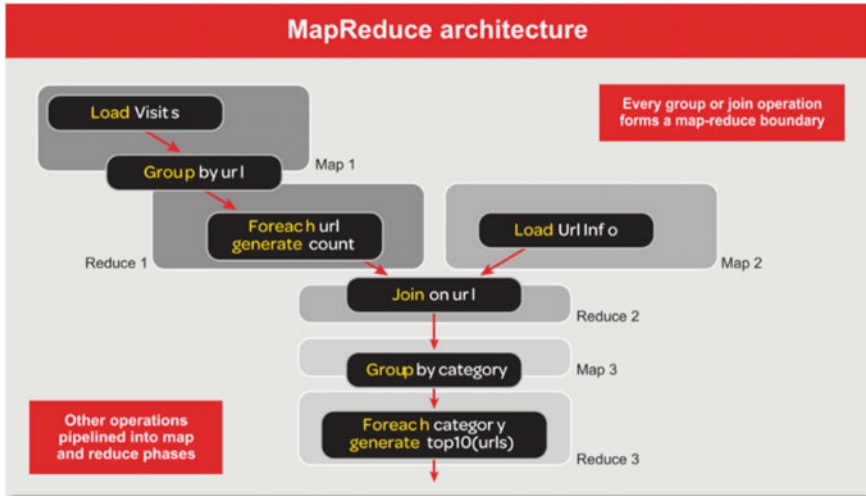 MapReduce architecture
Load Visits
Every group or join operation
forms a map-reduce boundary
Group by url
Map 1
Foreach url
generate count
Load Url Info
Reduce 1
Map 2
Join on url
Reduce 2
Group by category
Map 3
Other operations
pipelined into map
and reduce phases
Foreach category
generate top10(urls)
Reduce 3